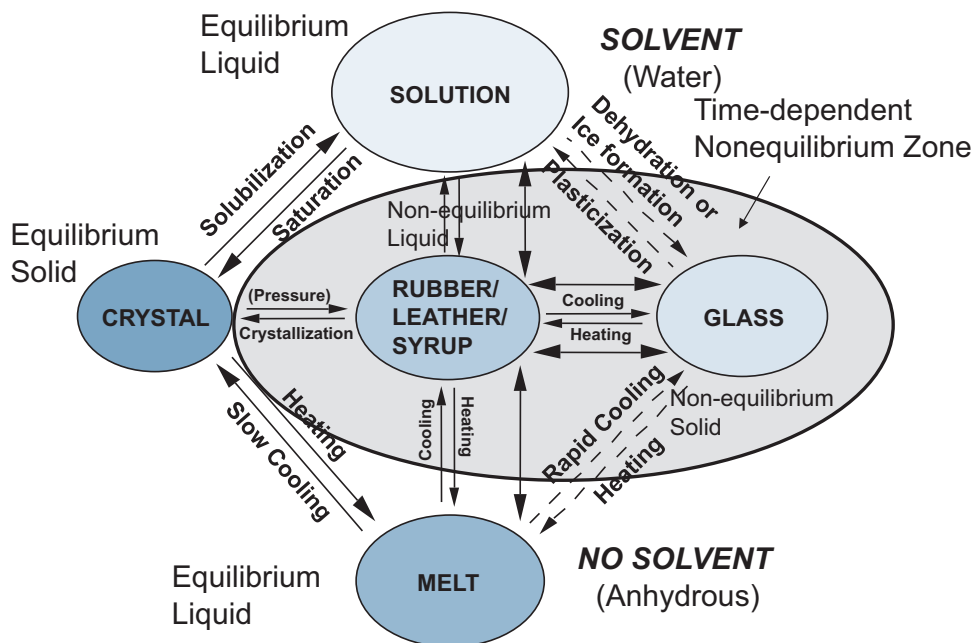 Equilibrium
Liquid
SOLUTION
SOLVENT
(Water)
Time-dependent
Nonequilibrium Zone
Dehydration or
Ice formation
Plasticization
Solubilization
Saturation
Non-equilibrium
Liquid
Equilibrium
Solid
CRYSTAL
(Pressure)
Crystallization
RUBBER/
LEATHER/
SYRUP
Cooling
Heating
GLASS
Non-equilibrium
Solid
Heating
Slow Cooling
Cooling
Heating
Rapid Cooling
Heating
Equilibrium
Liquid
MELT
NO SOLVENT
(Anhydrous)